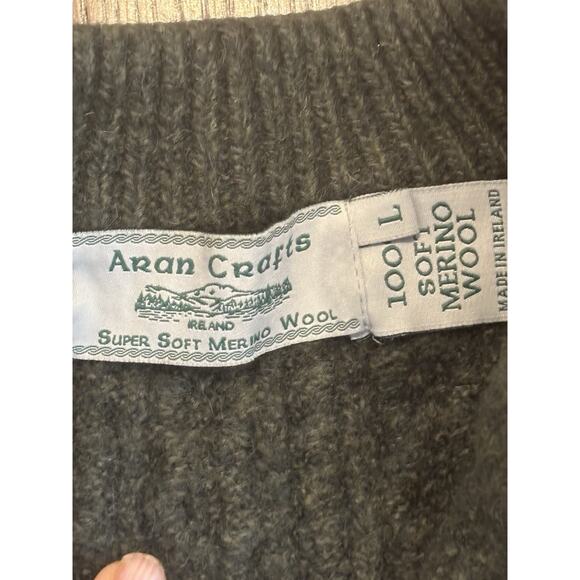 Aran Crafts
IRELAND
Super Soft Merino Wool
L
100
SOFT
MERINO
WOOL
MADE IN IRELAND